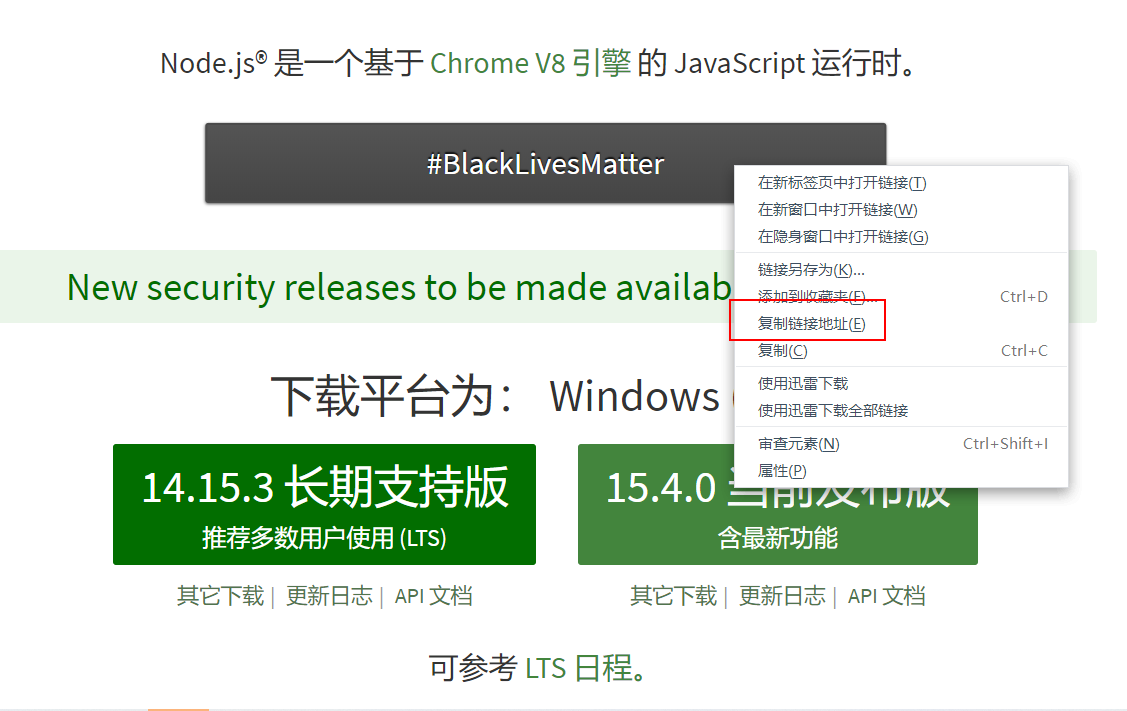 Node.js® 是一个基于 Chrome V8 引擎 的 JavaScript 运行时。
#BlackLivesMatter
在新标签页中打开链接(T)
在新窗口中打开链接(W)
在隐身窗口中打开链接(G)
链接另存为(K)...
添加到收藏夹(F)... Ctrl+D
复制链接地址(E)
复制(C) Ctrl+C
使用迅雷下载
使用迅雷下载全部链接
审查元素(N) Ctrl+Shift+I
属性(P)
New security releases to be made availab
下载平台为： Windows (
14.15.3 长期支持版
推荐多数用户使用 (LTS)
15.4.0 当前发布版
含最新功能
其它下载 | 更新日志 | API 文档
其它下载 | 更新日志 | API 文档
可参考 LTS 日程。